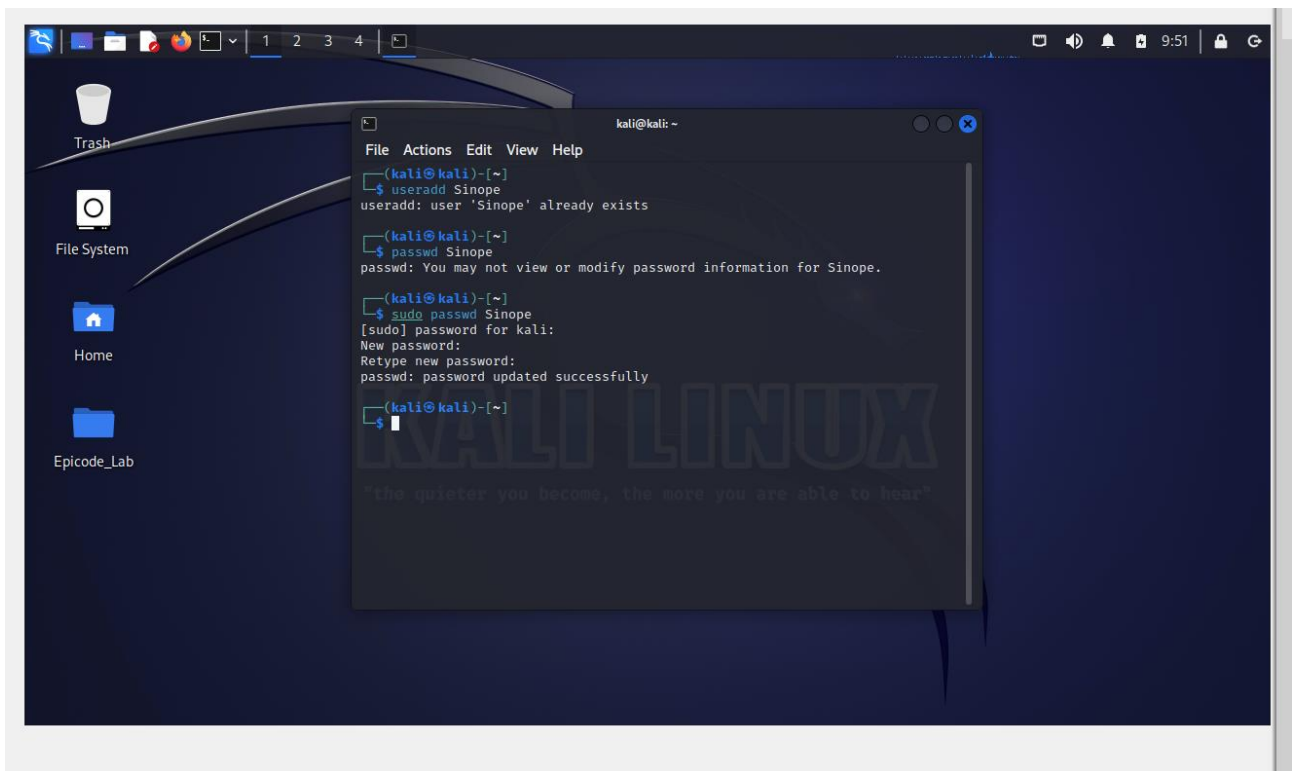 1 2 3 4 9:51
Trash
File System
Home
Epicode_Lab
kali@kali: ~
File Actions Edit View Help
┌──(kali㉿kali)-[~]
└─$ useradd Sinope
useradd: user 'Sinope' already exists
┌──(kali㉿kali)-[~]
└─$ passwd Sinope
passwd: You may not view or modify password information for Sinope.
┌──(kali㉿kali)-[~]
└─$ sudo passwd Sinope
[sudo] password for kali:
New password:
Retype new password:
passwd: password updated successfully
┌──(kali㉿kali)-[~]
└─$
KALI LINUX
"the quieter you become, the more you are able to hear"